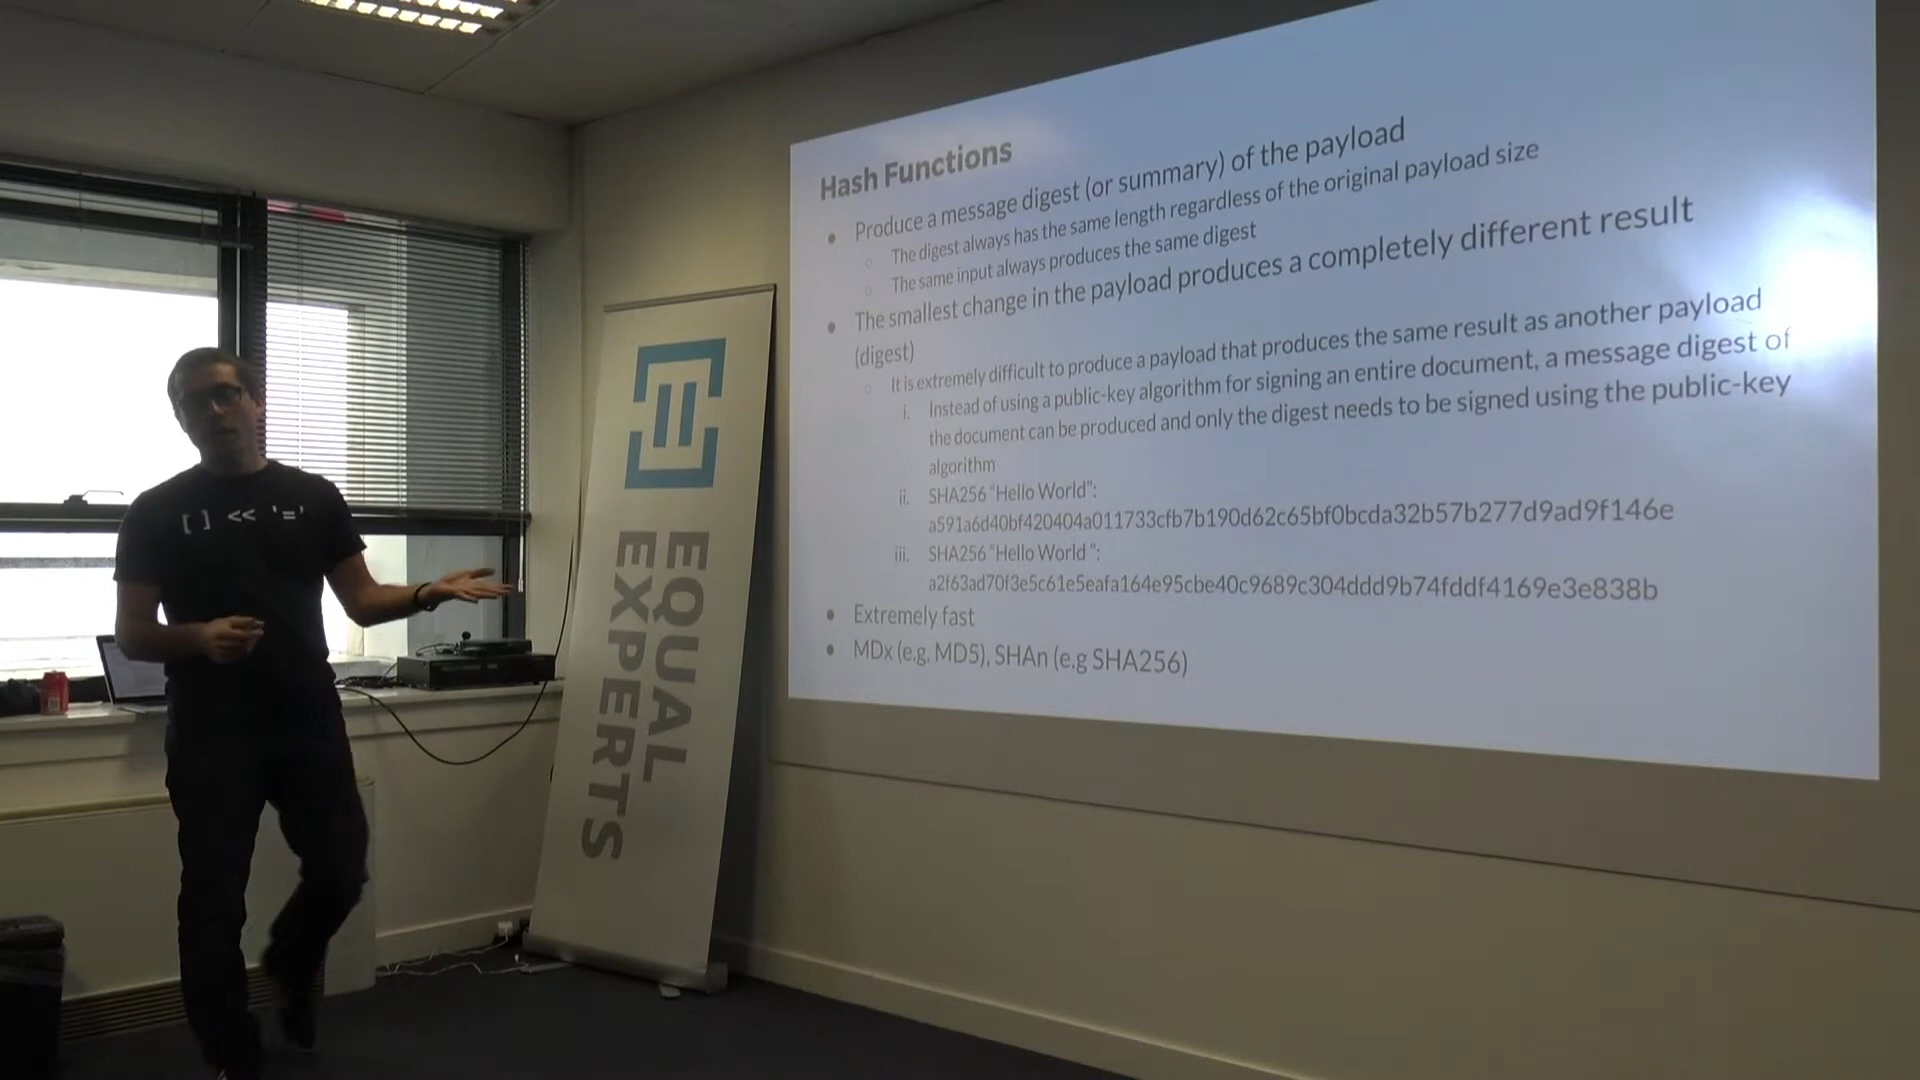 Hash Functions
● Produce a message digest (or summary) of the payload
○ The digest always has the same length regardless of the original payload size
○ The same input always produces the same digest
● The smallest change in the payload produces a completely different result
(digest)
○ It is extremely difficult to produce a payload that produces the same result as another payload
i. Instead of using a public-key algorithm for signing an entire document, a message digest of
the document can be produced and only the digest needs to be signed using the public-key
algorithm
ii. SHA256 "Hello World":
a591a6d40bf420404a011733cfb7b190d62c65bf0bcda32b57b277d9ad9f146e
iii. SHA256 "Hello World ":
a2f63ad70f3e5c61e5eafa164e95cbe40c9689c304ddd9b74fddf4169e3e838b
● Extremely fast
● MDx (e.g. MD5), SHAn (e.g SHA256)
EQUAL
EXPERTS
[ ] << '='